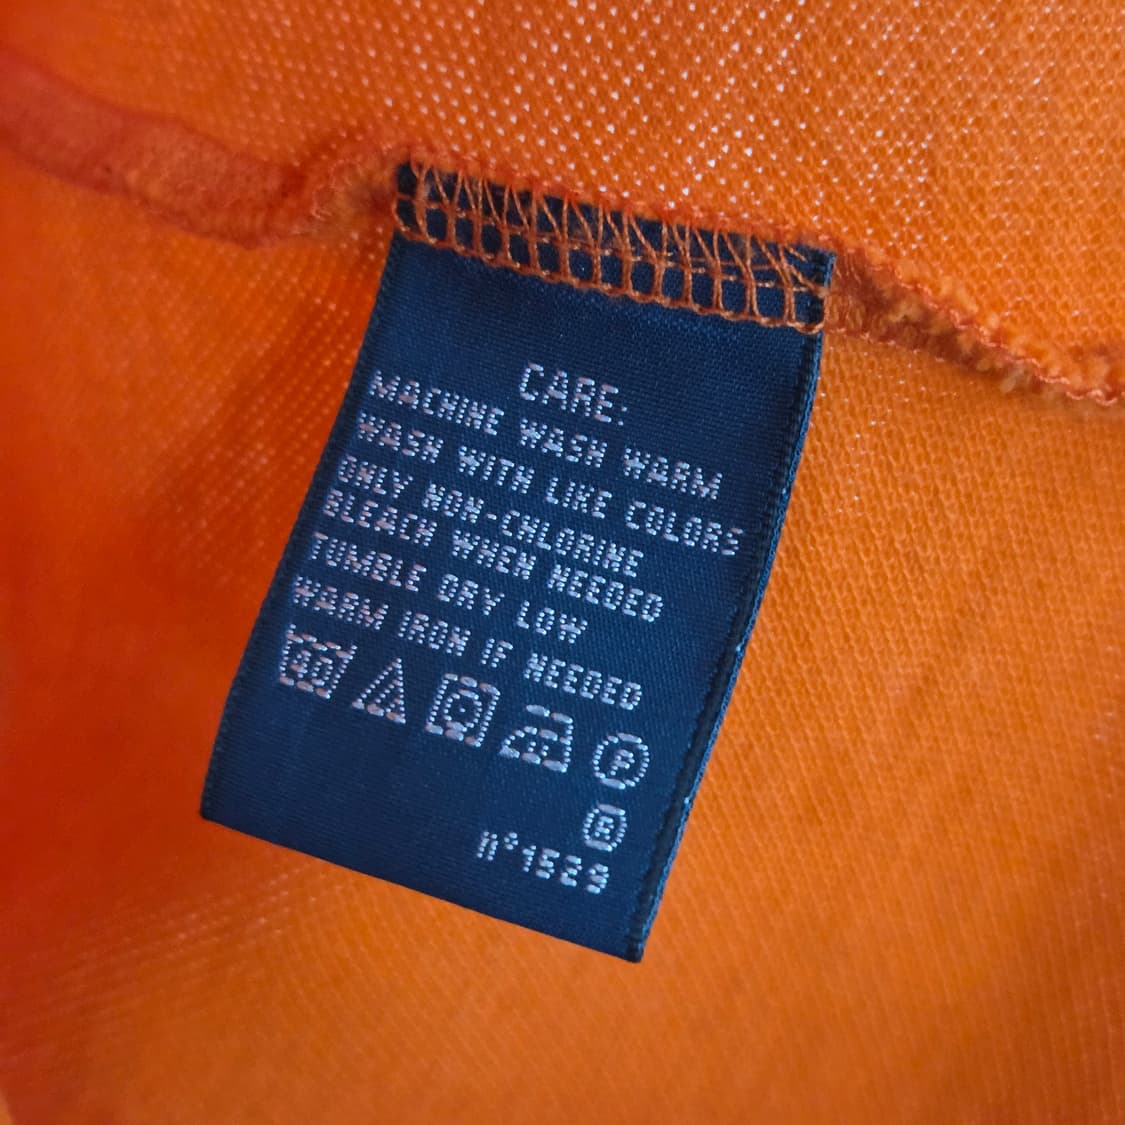 CARE:
MACHINE WASH WARM
WASH WITH LIKE COLORS
ONLY NON-CHLORINE
BLEACH WHEN NEEDED
TUMBLE DRY LOW
WARM IRON IF NEEDED
40
F
R
n°1529